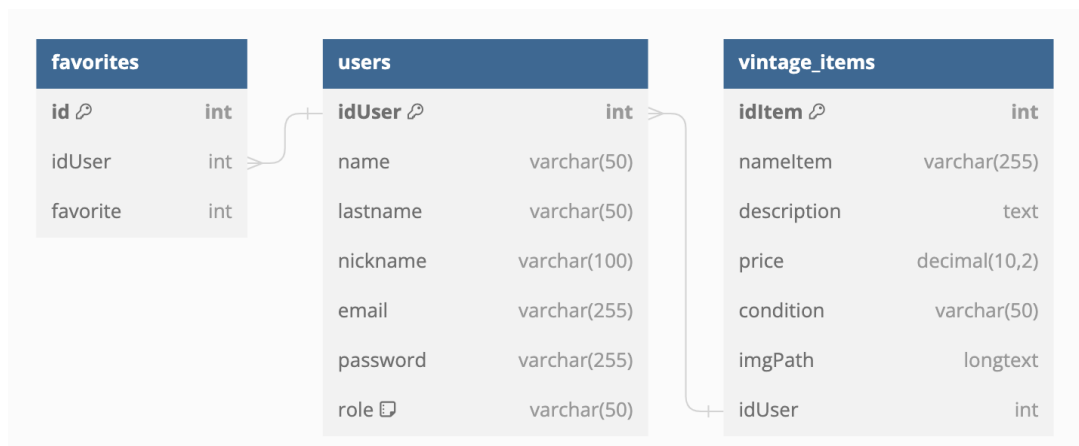 favorites
id int
idUser int
favorite int
users
idUser int
name varchar(50)
lastname varchar(50)
nickname varchar(100)
email varchar(255)
password varchar(255)
role varchar(50)
vintage_items
idItem int
nameItem varchar(255)
description text
price decimal(10,2)
condition varchar(50)
imgPath longtext
idUser int